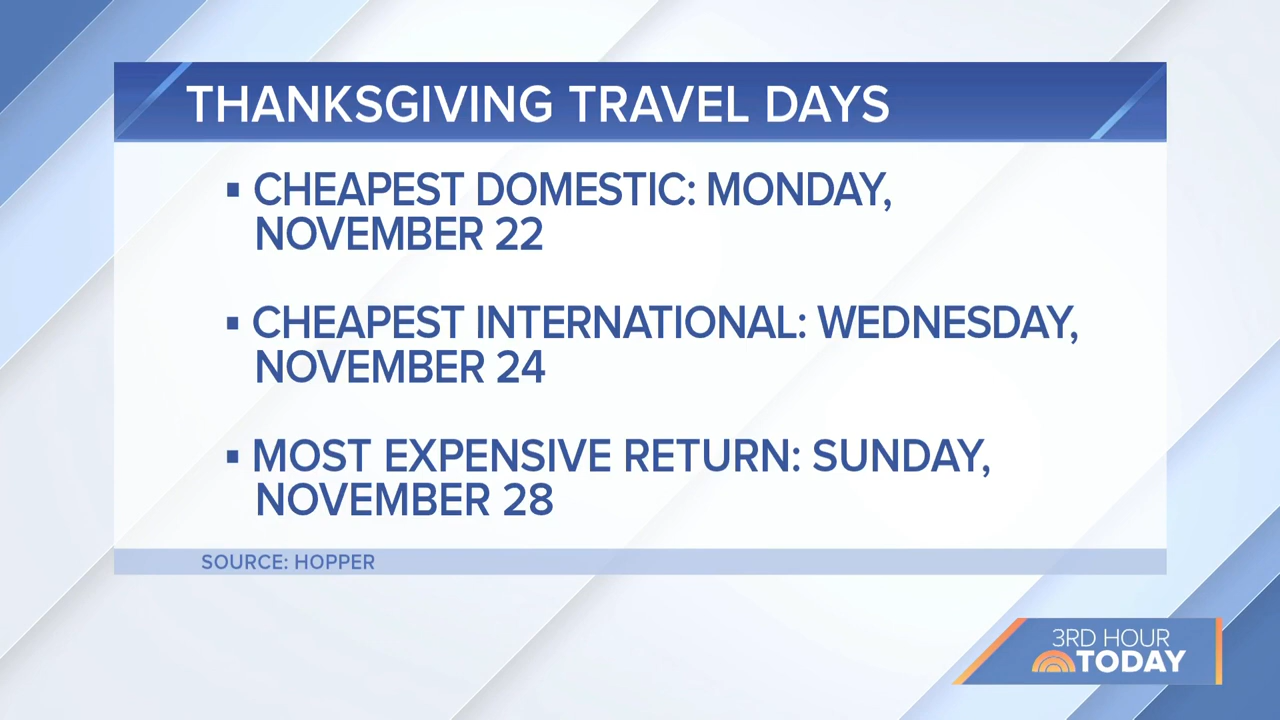 THANKSGIVING TRAVEL DAYS
▪ CHEAPEST DOMESTIC: MONDAY,
NOVEMBER 22
▪ CHEAPEST INTERNATIONAL: WEDNESDAY,
NOVEMBER 24
▪ MOST EXPENSIVE RETURN: SUNDAY,
NOVEMBER 28
SOURCE: HOPPER
3RD HOUR
TODAY